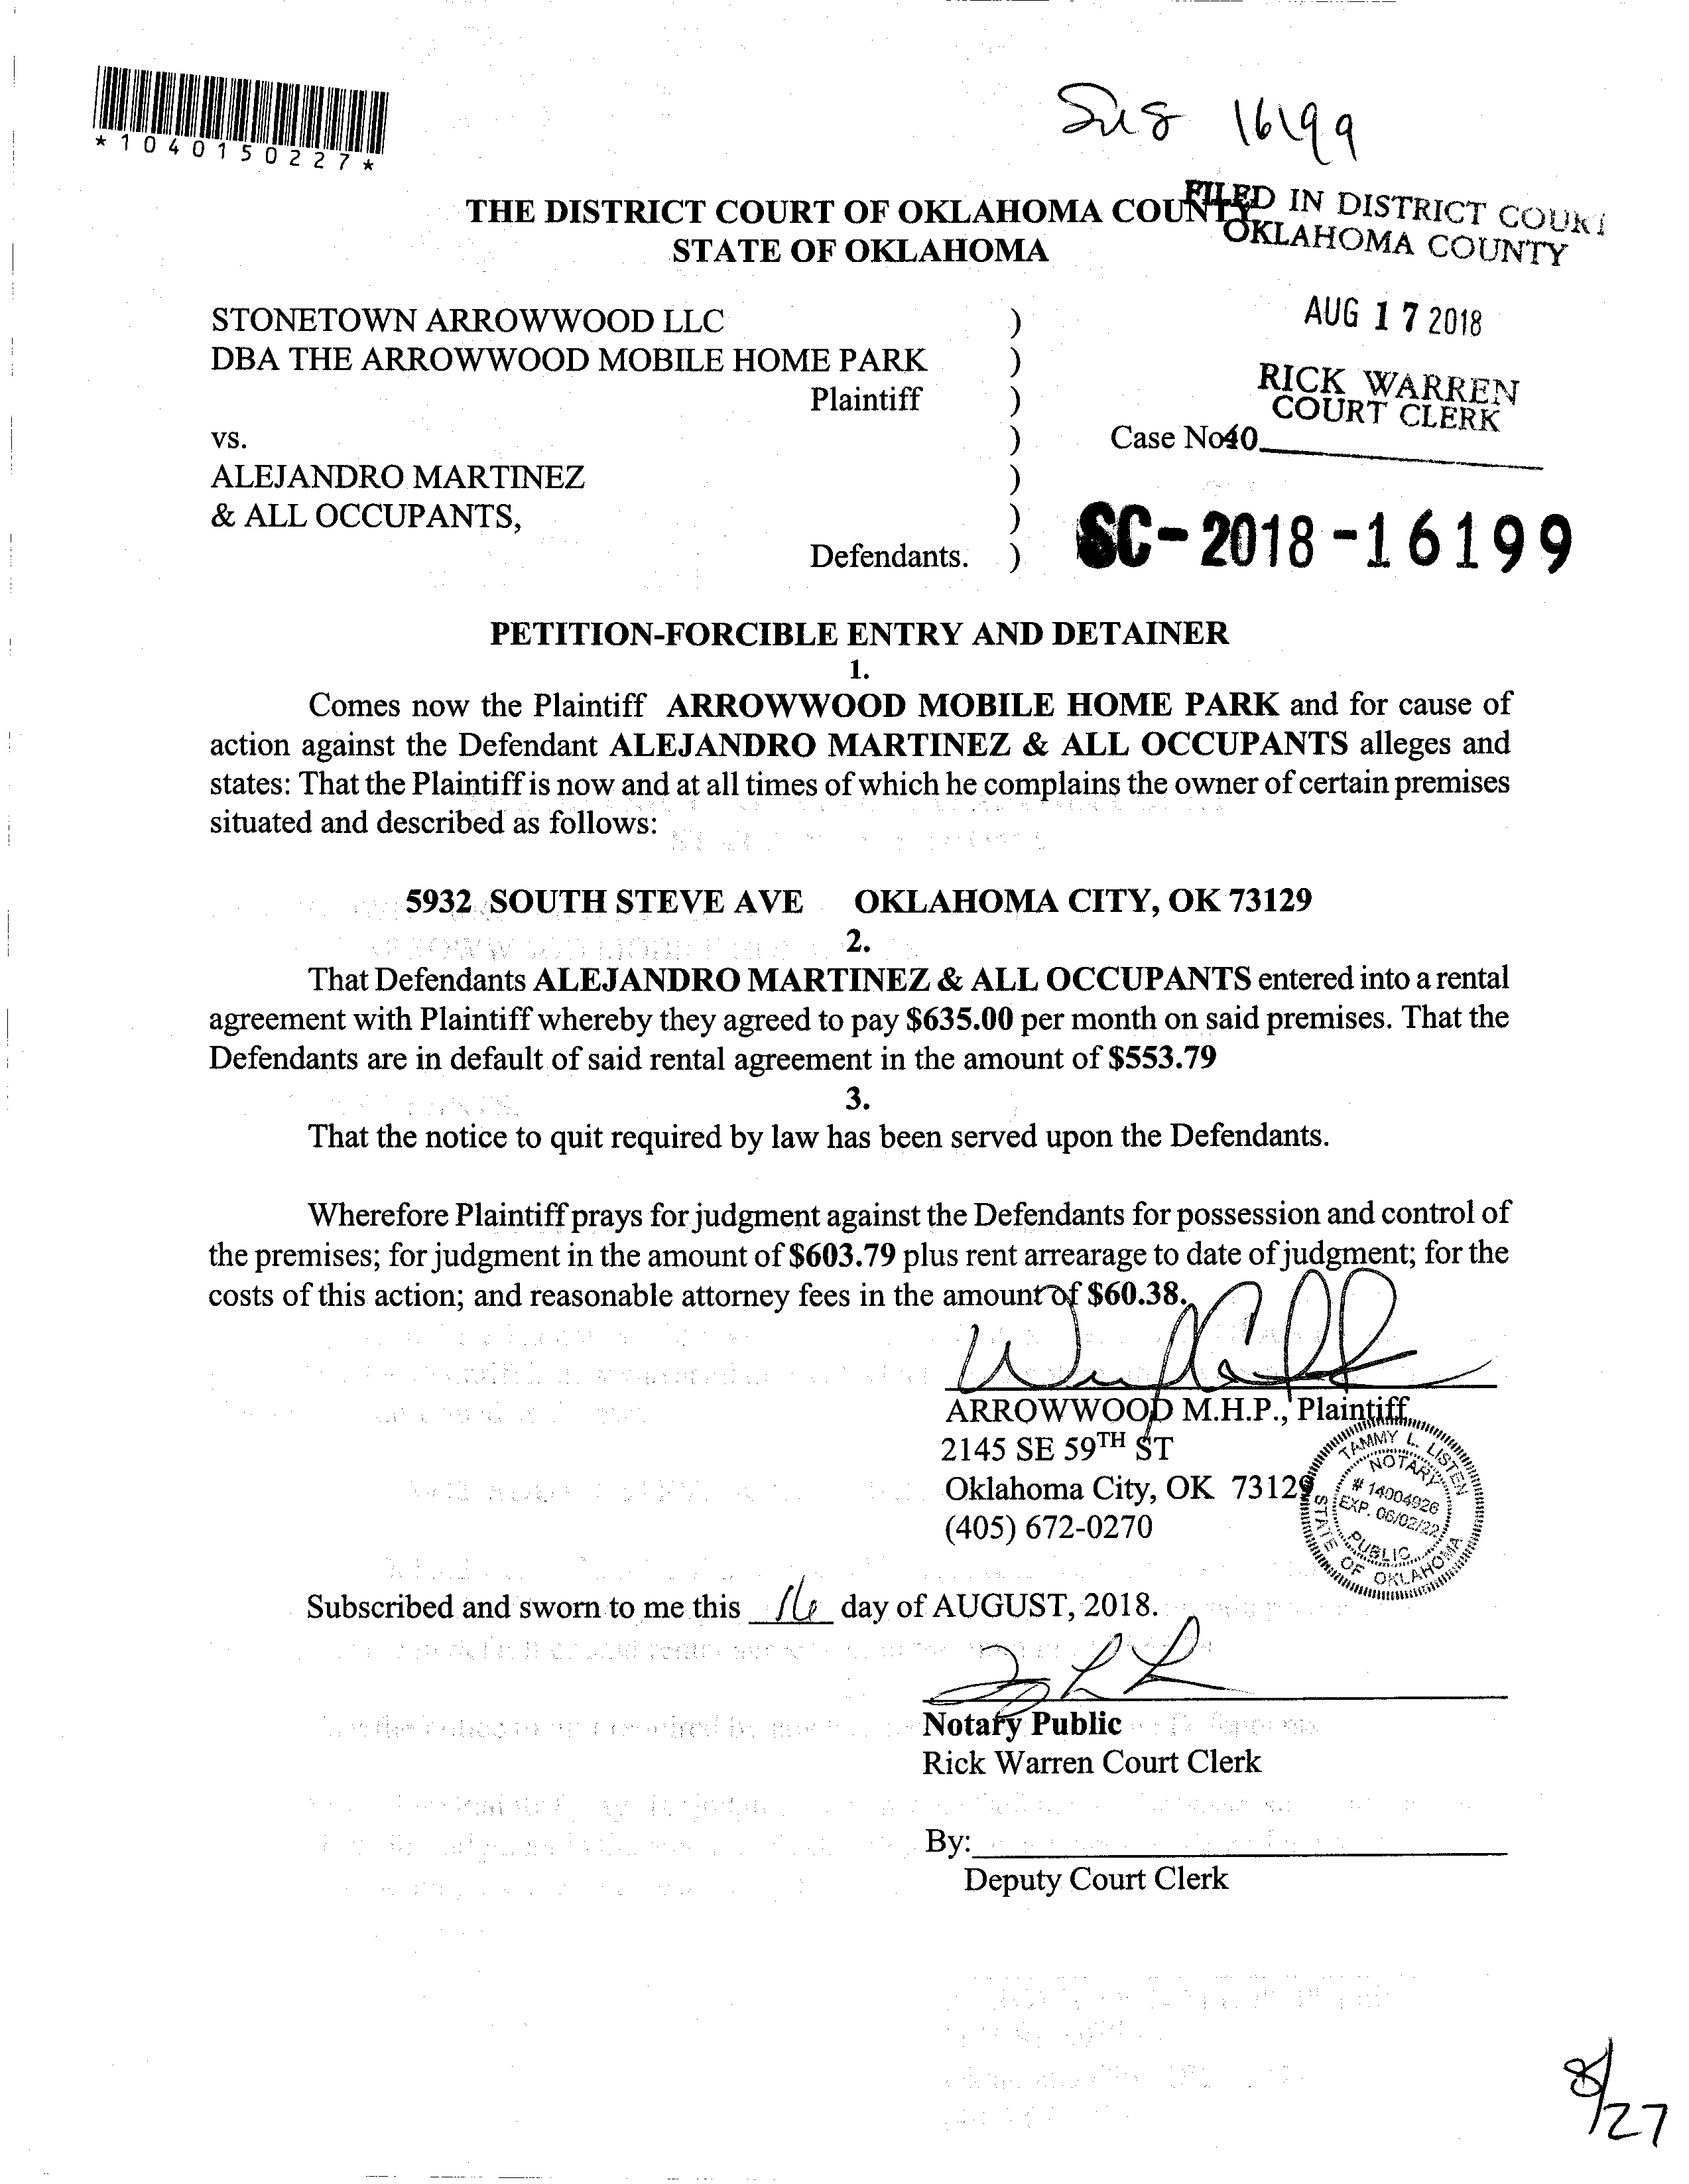 *1040150227*
16199
THE DISTRICT COURT OF OKLAHOMA COUNTY
STATE OF OKLAHOMA
FILED IN DISTRICT COURT
OKLAHOMA COUNTY
AUG 17 2018
RICK WARREN
COURT CLERK
40
STONETOWN ARROWWOOD LLC )
DBA THE ARROWWOOD MOBILE HOME PARK )
Plaintiff )
vs. ) Case No.
ALEJANDRO MARTINEZ )
& ALL OCCUPANTS, )
Defendants. )
SC-2018-16199
PETITION-FORCIBLE ENTRY AND DETAINER
1.
Comes now the Plaintiff ARROWWOOD MOBILE HOME PARK and for cause of
action against the Defendant ALEJANDRO MARTINEZ & ALL OCCUPANTS alleges and
states: That the Plaintiff is now and at all times of which he complains the owner of certain premises
situated and described as follows:
5932 SOUTH STEVE AVE OKLAHOMA CITY, OK 73129
2.
That Defendants ALEJANDRO MARTINEZ & ALL OCCUPANTS entered into a rental
agreement with Plaintiff whereby they agreed to pay $635.00 per month on said premises. That the
Defendants are in default of said rental agreement in the amount of $553.79
3.
That the notice to quit required by law has been served upon the Defendants.
Wherefore Plaintiff prays for judgment against the Defendants for possession and control of
the premises; for judgment in the amount of $603.79 plus rent arrearage to date of judgment; for the
costs of this action; and reasonable attorney fees in the amount of $60.38.
ARROWWOOD M.H.P., Plaintiff
2145 SE 59TH ST
Oklahoma City, OK 73129
(405) 672-0270
TAMMY L. LISTEN
NOTARY
# 14004926
EXP. 06/02/22
PUBLIC
STATE OF OKLAHOMA
Subscribed and sworn to me this 16 day of AUGUST, 2018.
Notary Public
Rick Warren Court Clerk
By:
Deputy Court Clerk
8/27